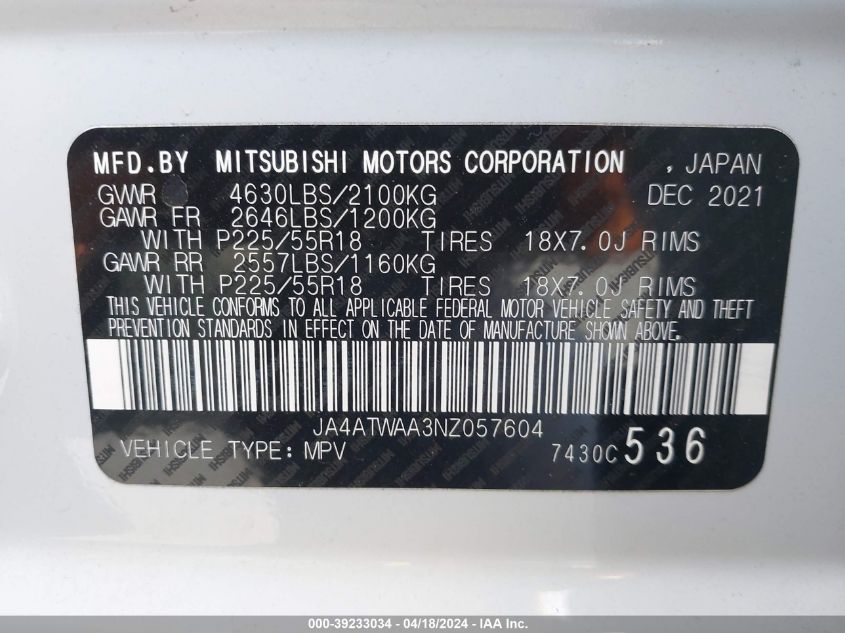 MFD.BY MITSUBISHI MOTORS CORPORATION , JAPAN
GVWR 4630LBS/2100KG DEC 2021
GAWR FR 2646LBS/1200KG
WITH P225/55R18 TIRES 18X7.0J RIMS
GAWR RR 2557LBS/1160KG
WITH P225/55R18 TIRES 18X7.0J RIMS
THIS VEHICLE CONFORMS TO ALL APPLICABLE FEDERAL MOTOR VEHICLE SAFETY AND THEFT
PREVENTION STANDARDS IN EFFECT ON THE DATE OF MANUFACTURE SHOWN ABOVE.
JA4ATWAA3NZ057604
VEHICLE TYPE: MPV 7430C 536
000-39233034 - 04/18/2024 - IAA Inc.